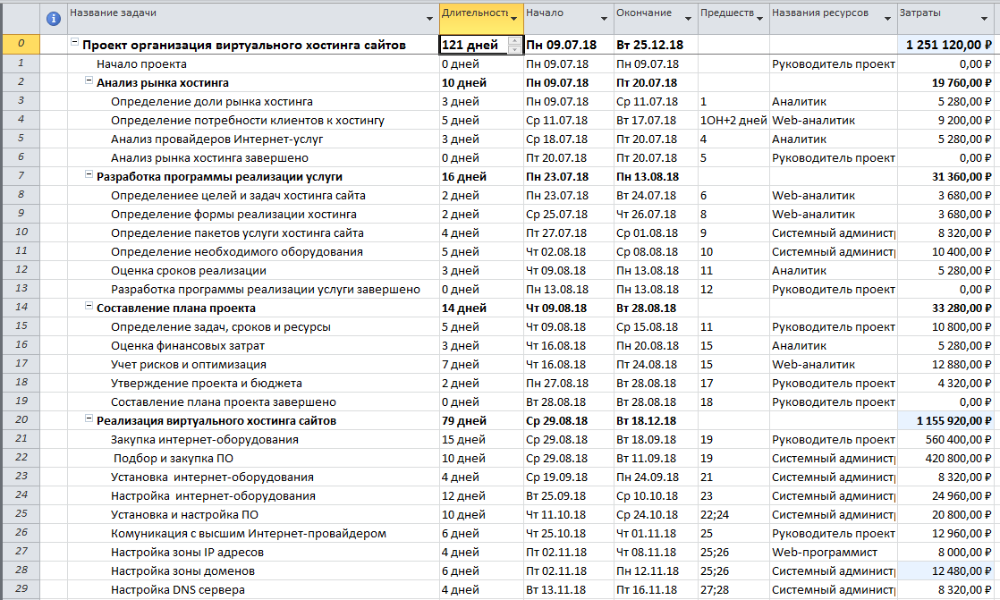 Название задачи Длительность Начало Окончание Предшеств Названия ресурсов Затраты
0 Проект организация виртуального хостинга сайтов 121 дней Пн 09.07.18 Вт 25.12.18 1 251 120,00 ₽
1 Начало проекта 0 дней Пн 09.07.18 Пн 09.07.18 Руководитель проект 0,00 ₽
2 Анализ рынка хостинга 10 дней Пн 09.07.18 Пт 20.07.18 19 760,00 ₽
3 Определение доли рынка хостинга 3 дней Пн 09.07.18 Ср 11.07.18 1 Аналитик 5 280,00 ₽
4 Определение потребности клиентов к хостингу 5 дней Ср 11.07.18 Вт 17.07.18 1ОН+2 дней Web-аналитик 9 200,00 ₽
5 Анализ провайдеров Интернет-услуг 3 дней Ср 18.07.18 Пт 20.07.18 4 Аналитик 5 280,00 ₽
6 Анализ рынка хостинга завершено 0 дней Пт 20.07.18 Пт 20.07.18 5 Руководитель проект 0,00 ₽
7 Разработка программы реализации услуги 16 дней Пн 23.07.18 Пн 13.08.18 31 360,00 ₽
8 Определениее целей и задач хостинга сайта 2 дней Пн 23.07.18 Вт 24.07.18 6 Web-аналитик 3 680,00 ₽
9 Определение формы реализации хостинга 2 дней Ср 25.07.18 Чт 26.07.18 8 Web-аналитик 3 680,00 ₽
10 Определение пакетов услуги хостинга сайта 4 дней Пт 27.07.18 Ср 01.08.18 9 Системный администр 8 320,00 ₽
11 Определение необходимого оборудования 5 дней Чт 02.08.18 Ср 08.08.18 10 Системный администр 10 400,00 ₽
12 Оценка сроков реализации 3 дней Чт 09.08.18 Пн 13.08.18 11 Аналитик 5 280,00 ₽
13 Разработка программы реализации услуги завершено 0 дней Пн 13.08.18 Пн 13.08.18 12 Руководитель проект 0,00 ₽
14 Составление плана проекта 14 дней Чт 09.08.18 Вт 28.08.18 33 280,00 ₽
15 Определение задач, сроков и ресурсы 5 дней Чт 09.08.18 Ср 15.08.18 11 Руководитель проект 10 800,00 ₽
16 Оценка финансовых затрат 3 дней Чт 16.08.18 Пн 20.08.18 15 Аналитик 5 280,00 ₽
17 Учет рисков и оптимизация 7 дней Чт 16.08.18 Пт 24.08.18 15 Web-аналитик 12 880,00 ₽
18 Утверждение проекта и бюджета 2 дней Пн 27.08.18 Вт 28.08.18 17 Руководитель проект 4 320,00 ₽
19 Составление плана проекта завершено 0 дней Вт 28.08.18 Вт 28.08.18 18 Руководитель проект 0,00 ₽
20 Реализация виртуального хостинга сайтов 79 дней Ср 29.08.18 Вт 18.12.18 1 155 920,00 ₽
21 Закупка интернет-оборудования 15 дней Ср 29.08.18 Вт 18.09.18 19 Руководитель проект 560 400,00 ₽
22 Подбор и закупка ПО 10 дней Ср 29.08.18 Вт 11.09.18 19 Системный администр 420 800,00 ₽
23 Установка интернет-оборудования 4 дней Ср 19.09.18 Пн 24.09.18 21 Системный администр 8 320,00 ₽
24 Настройка интернет-оборудования 12 дней Вт 25.09.18 Ср 10.10.18 23 Системный администр 24 960,00 ₽
25 Установка и настройка ПО 10 дней Чт 11.10.18 Ср 24.10.18 22;24 Системный администр 20 800,00 ₽
26 Комуникация с высшим Интернет-провайдером 6 дней Чт 25.10.18 Чт 01.11.18 25 Руководитель проект 12 960,00 ₽
27 Настройка зоны IP адресов 4 дней Пт 02.11.18 Чт 08.11.18 25;26 Web-программист 8 000,00 ₽
28 Настройка зоны доменов 6 дней Пт 02.11.18 Пн 12.11.18 25;26 Системный администр 12 480,00 ₽
29 Настройка DNS сервера 4 дней Вт 13.11.18 Пт 16.11.18 27;28 Системный администр 8 320,00 ₽